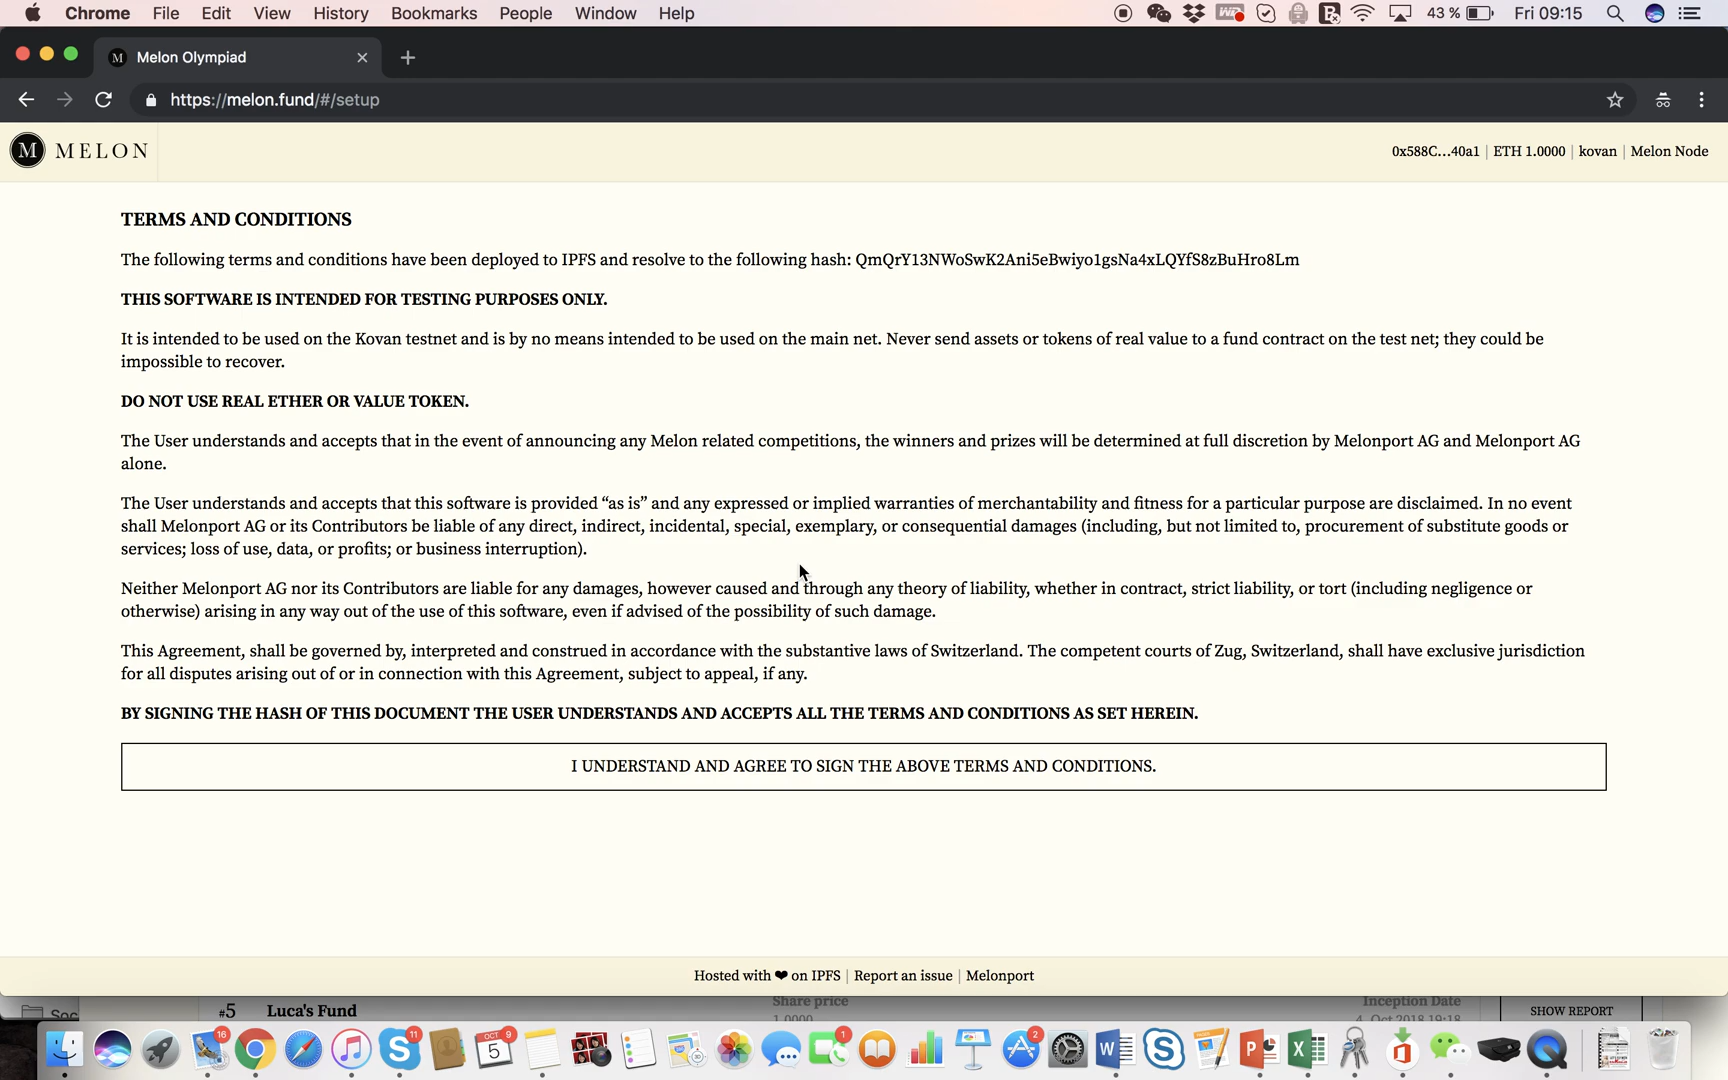 Chrome File Edit View History Bookmarks People Window Help 43 % Fri 09:15
M Melon Olympiad
https://melon.fund/#/setup
M MELON 0x588C...40a1 | ETH 1.0000 | kovan | Melon Node
TERMS AND CONDITIONS
The following terms and conditions have been deployed to IPFS and resolve to the following hash: QmQrY13NWoSwK2Ani5eBwiyo1gsNa4xLQYfS8zBuHro8Lm
THIS SOFTWARE IS INTENDED FOR TESTING PURPOSES ONLY.
It is intended to be used on the Kovan testnet and is by no means intended to be used on the main net. Never send assets or tokens of real value to a fund contract on the test net; they could be
impossible to recover.
DO NOT USE REAL ETHER OR VALUE TOKEN.
The User understands and accepts that in the event of announcing any Melon related competitions, the winners and prizes will be determined at full discretion by Melonport AG and Melonport AG
alone.
The User understands and accepts that this software is provided “as is” and any expressed or implied warranties of merchantability and fitness for a particular purpose are disclaimed. In no event
shall Melonport AG or its Contributors be liable of any direct, indirect, incidental, special, exemplary, or consequential damages (including, but not limited to, procurement of substitute goods or
services; loss of use, data, or profits; or business interruption).
Neither Melonport AG nor its Contributors are liable for any damages, however caused and through any theory of liability, whether in contract, strict liability, or tort (including negligence or
otherwise) arising in any way out of the use of this software, even if advised of the possibility of such damage.
This Agreement, shall be governed by, interpreted and construed in accordance with the substantive laws of Switzerland. The competent courts of Zug, Switzerland, shall have exclusive jurisdiction
for all disputes arising out of or in connection with this Agreement, subject to appeal, if any.
BY SIGNING THE HASH OF THIS DOCUMENT THE USER UNDERSTANDS AND ACCEPTS ALL THE TERMS AND CONDITIONS AS SET HEREIN.
I UNDERSTAND AND AGREE TO SIGN THE ABOVE TERMS AND CONDITIONS.
Hosted with ❤ on IPFS | Report an issue | Melonport
Soc #5 Luca's Fund Share price Inception Date SHOW REPORT
1.0000 4. Oct 2018 19:18
16 11 OCT 5 9 1 2